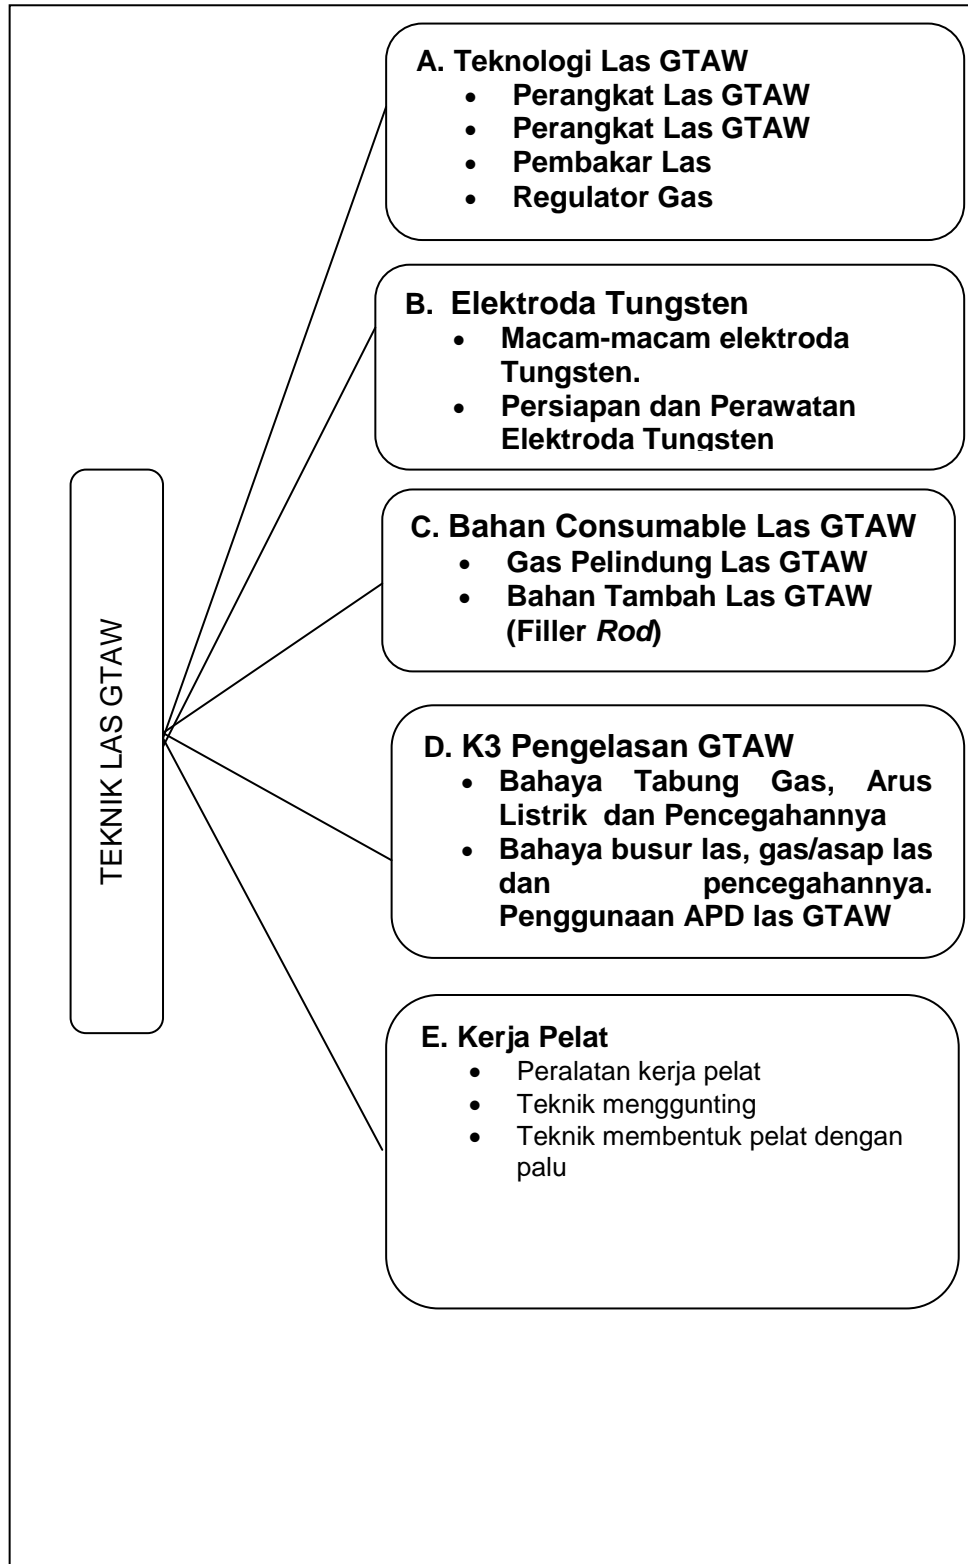 A. Teknologi Las GTAW
• Perangkat Las GTAW
• Perangkat Las GTAW
• Pembakar Las
• Regulator Gas
B. Elektroda Tungsten
• Macam-macam elektroda
Tungsten.
• Persiapan dan Perawatan
Elektroda Tungsten
TEKNIK LAS GTAW
C. Bahan Consumable Las GTAW
• Gas Pelindung Las GTAW
• Bahan Tambah Las GTAW
(Filler Rod)
D. K3 Pengelasan GTAW
• Bahaya Tabung Gas, Arus
Listrik dan Pencegahannya
• Bahaya busur las, gas/asap las
dan pencegahannya.
Penggunaan APD las GTAW
E. Kerja Pelat
• Peralatan kerja pelat
• Teknik menggunting
• Teknik membentuk pelat dengan
palu